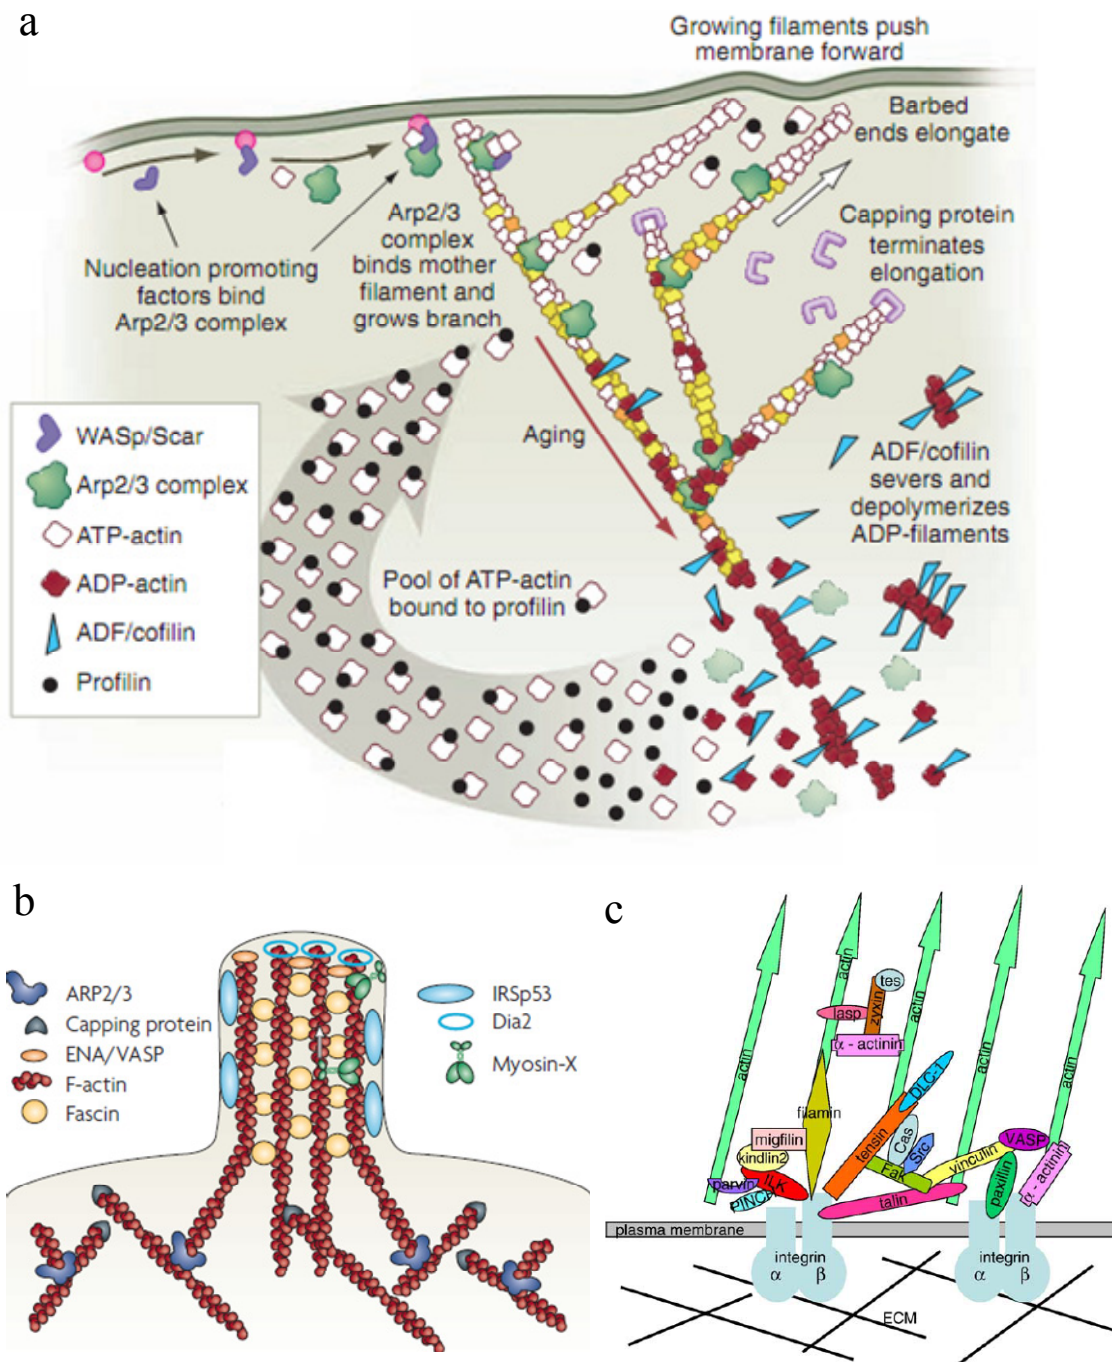 a
Growing filaments push
membrane forward
Barbed
ends elongate
Arp2/3
complex
binds mother
filament and
grows branch
Capping protein
terminates
elongation
Nucleation promoting
factors bind
Arp2/3 complex
WASp/Scar
Arp2/3 complex
ATP-actin
ADP-actin
ADF/cofilin
Profilin
Aging
ADF/cofilin
severs and
depolymerizes
ADP-filaments
Pool of ATP-actin
bound to profilin
b
ARP2/3
Capping protein
ENA/VASP
F-actin
Fascin
IRSp53
Dia2
Myosin-X
c
actin
actin
actin
actin
actin
tes
zyxin
lasp
α - actinin
filamin
DLC-1
tensin
Cas
Src
Fak
migfilin
kindlin2
ILK
parvin
PINCH
vinculin
VASP
talin
paxillin
α - actinin
plasma membrane
integrin
α β
integrin
α β
ECM